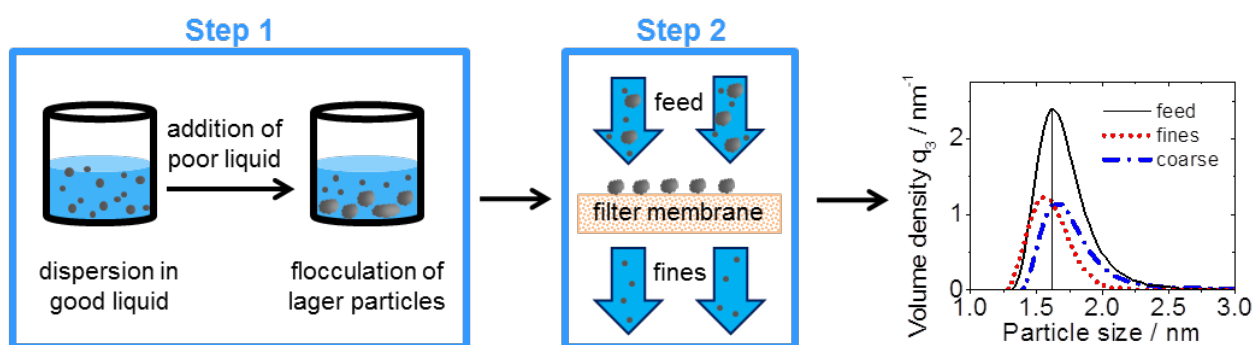 Step 1
addition of
poor liquid
dispersion in
good liquid
flocculation of
lager particles
Step 2
feed
filter membrane
fines
Volume density q3 / nm-1
2
1
0
feed
fines
coarse
1.0 1.5 2.0 2.5 3.0
Particle size / nm